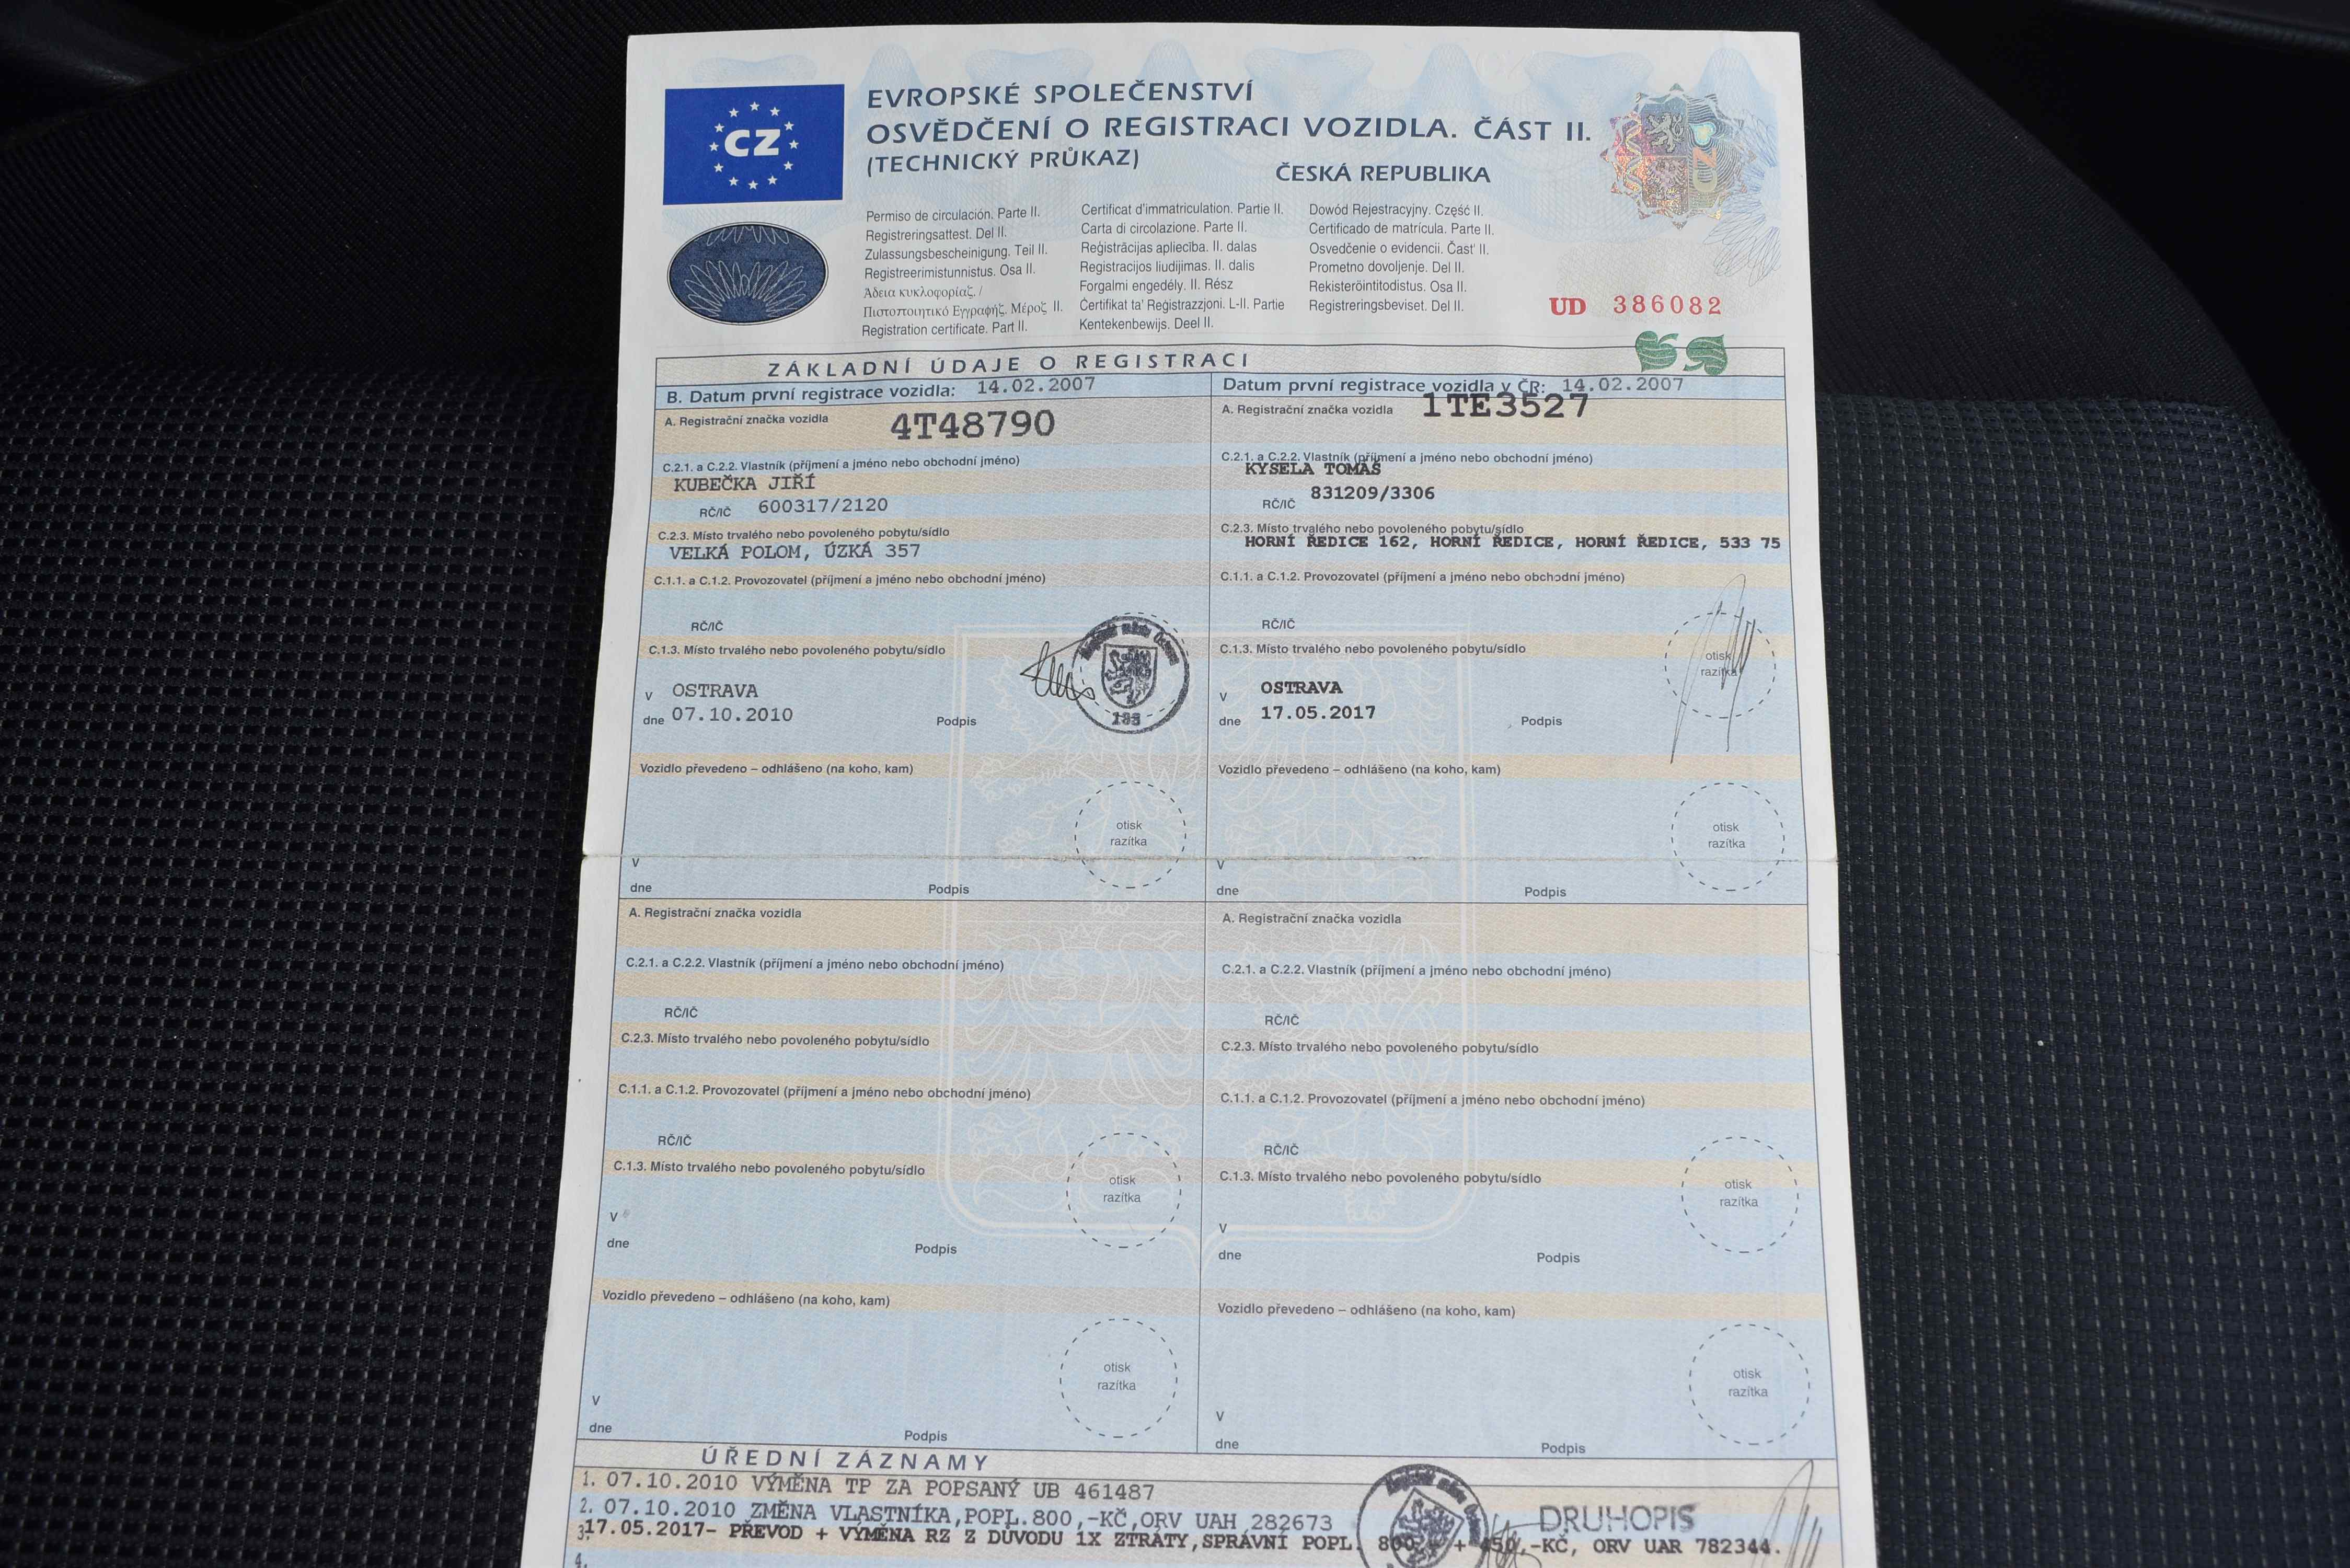 CZ
EVROPSKÉ SPOLEČENSTVÍ
OSVĚDČENÍ O REGISTRACI VOZIDLA. ČÁST II.
(TECHNICKÝ PRŮKAZ)
ČESKÁ REPUBLIKA
Permiso de circulación. Parte II.
Registreringsattest. Del II.
Zulassungsbescheinigung. Teil II.
Registreerimistunnistus. Osa II.
Άδεια κυκλοφορίας. /
Πιστοποιητικό Εγγραφής. Μέρος II.
Registration certificate. Part II.
Certificat d'immatriculation. Partie II.
Carta di circolazione. Parte II.
Reģistrācijas apliecība. II. dalas
Registracijos liudijimas. II. dalis
Forgalmi engedély. II. Rész
Ċertifikat ta' Reġistrazzjoni. L-II. Partie
Kentekenbewijs. Deel II.
Dowód Rejestracyjny. Część II.
Certificado de matrícula. Parte II.
Osvedčenie o evidencii. Časť II.
Prometno dovoljenje. Del II.
Rekisteröintitodistus. Osa II.
Registreringsbeviset. Del II.
UD 386082
ZÁKLADNÍ ÚDAJE O REGISTRACI
B. Datum první registrace vozidla: 14.02.2007
A. Registrační značka vozidla 4T48790
C.2.1. a C.2.2. Vlastník (příjmení a jméno nebo obchodní jméno)
KUBEČKA JIŘÍ
RČ/IČ 600317/2120
C.2.3. Místo trvalého nebo povoleného pobytu/sídlo
VELKÁ POLOM, ÚZKÁ 357
C.1.1. a C.1.2. Provozovatel (příjmení a jméno nebo obchodní jméno)
RČ/IČ
C.1.3. Místo trvalého nebo povoleného pobytu/sídlo
v OSTRAVA
dne 07.10.2010 Podpis
Vozidlo převedeno – odhlášeno (na koho, kam)
otisk
razítka
v
dne Podpis
Datum první registrace vozidla v ČR: 14.02.2007
A. Registrační značka vozidla 1TE3527
C.2.1. a C.2.2. Vlastník (příjmení a jméno nebo obchodní jméno)
KYSELA TOMÁŠ
RČ/IČ 831209/3306
C.2.3. Místo trvalého nebo povoleného pobytu/sídlo
HORNÍ ŘEDICE 162, HORNÍ ŘEDICE, HORNÍ ŘEDICE, 533 75
C.1.1. a C.1.2. Provozovatel (příjmení a jméno nebo obchodní jméno)
RČ/IČ
C.1.3. Místo trvalého nebo povoleného pobytu/sídlo
otisk
razítka
v OSTRAVA
dne 17.05.2017 Podpis
Vozidlo převedeno – odhlášeno (na koho, kam)
otisk
razítka
v
dne Podpis
A. Registrační značka vozidla
C.2.1. a C.2.2. Vlastník (příjmení a jméno nebo obchodní jméno)
RČ/IČ
C.2.3. Místo trvalého nebo povoleného pobytu/sídlo
C.1.1. a C.1.2. Provozovatel (příjmení a jméno nebo obchodní jméno)
RČ/IČ
C.1.3. Místo trvalého nebo povoleného pobytu/sídlo
otisk
razítka
v
dne Podpis
Vozidlo převedeno – odhlášeno (na koho, kam)
otisk
razítka
v
dne Podpis
A. Registrační značka vozidla
C.2.1. a C.2.2. Vlastník (příjmení a jméno nebo obchodní jméno)
RČ/IČ
C.2.3. Místo trvalého nebo povoleného pobytu/sídlo
C.1.1. a C.1.2. Provozovatel (příjmení a jméno nebo obchodní jméno)
RČ/IČ
C.1.3. Místo trvalého nebo povoleného pobytu/sídlo
otisk
razítka
v
dne Podpis
Vozidlo převedeno – odhlášeno (na koho, kam)
otisk
razítka
v
dne Podpis
ÚŘEDNÍ ZÁZNAMY
1. 07.10.2010 VÝMĚNA TP ZA POPSANÝ UB 461487
2. 07.10.2010 ZMĚNA VLASTNÍKA,POPL.800,-KČ,ORV UAH 282673
DRUHOPIS
3. 17.05.2017- PŘEVOD + VÝMĚNA RZ Z DŮVODU 1X ZTRÁTY,SPRÁVNÍ POPL. + 450,-KČ, ORV UAR 782344.
4.